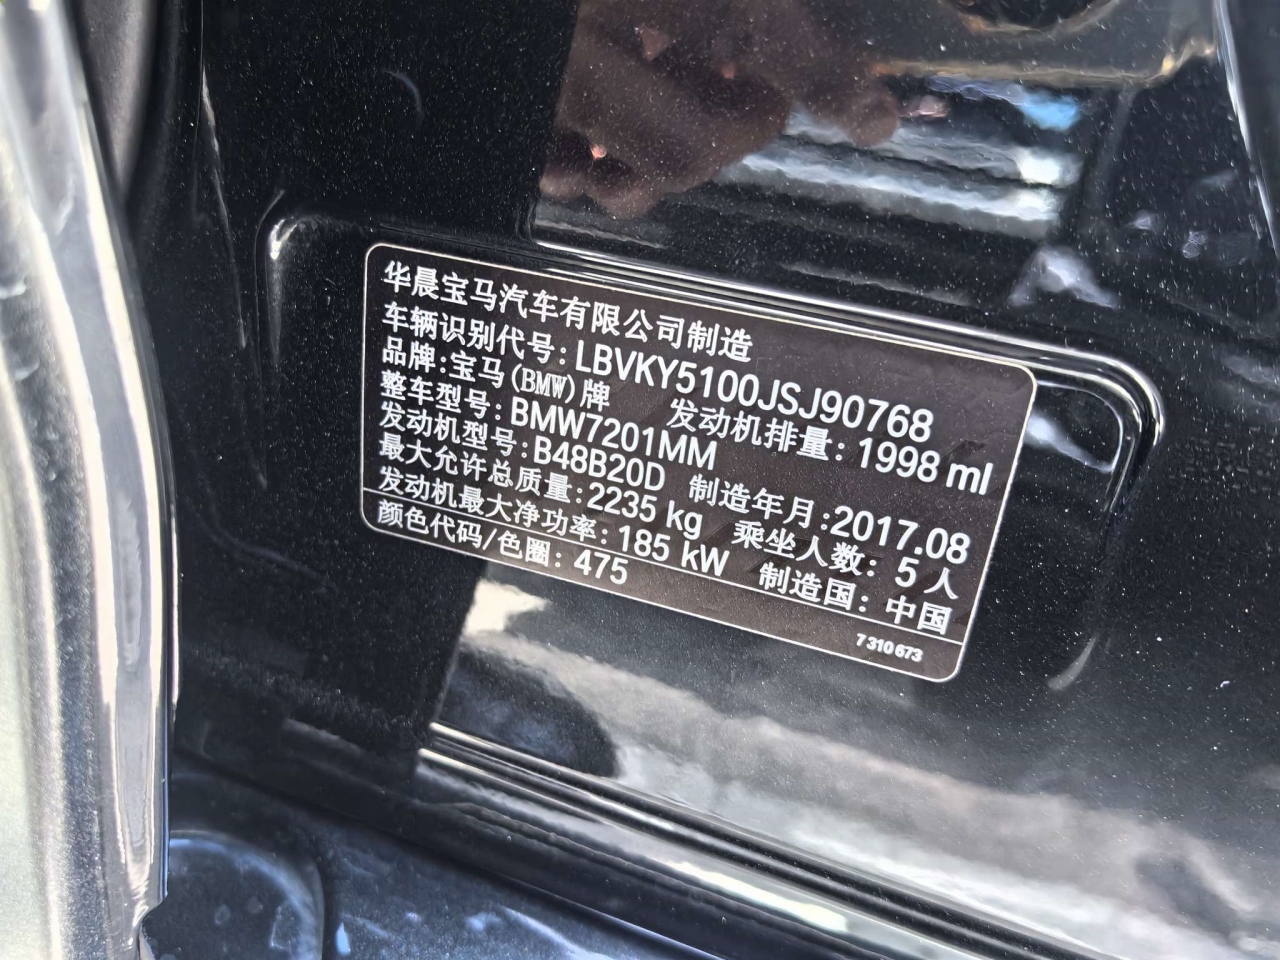 华晨宝马汽车有限公司制造
车辆识别代号: LBVKY5100JSJ90768
品牌:宝马(BMW)牌 发动机排量: 1998 ml
整车型号: BMW7201MM
发动机型号: B48B20D 制造年月:2017.08
最大允许总质量:2235 kg 乘坐人数: 5 人
发动机最大净功率: 185 kW 制造国: 中国
颜色代码/色圈: 475
7 310 673